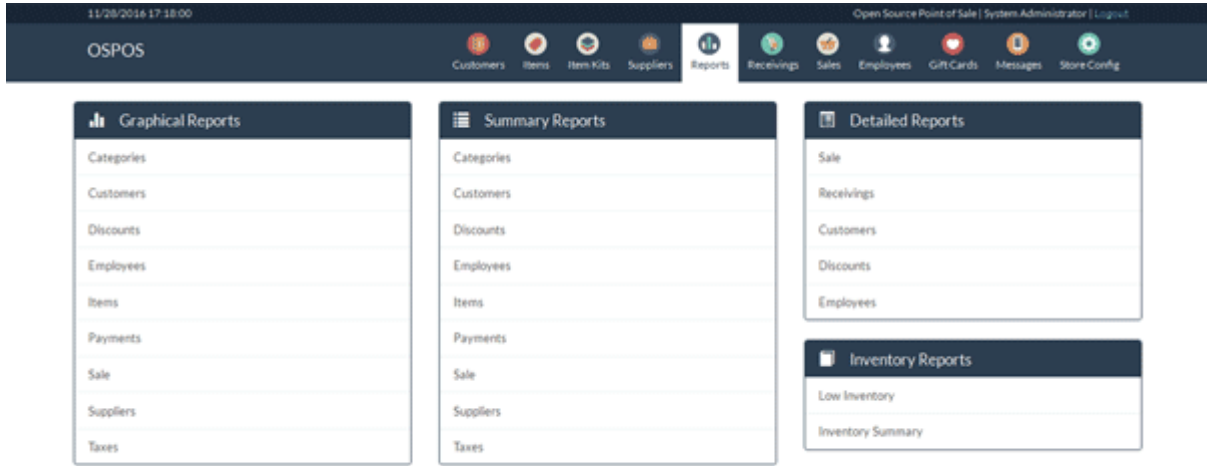 11/28/2016 17:18:00
Open Source Point of Sale | System Administrator | Logout
OSPOS
Customers Items Item Kits Suppliers Reports Receivings Sales Employees Gift Cards Messages Store Config
Graphical Reports
Categories
Customers
Discounts
Employees
Items
Payments
Sale
Suppliers
Taxes
Summary Reports
Categories
Customers
Discounts
Employees
Items
Payments
Sale
Suppliers
Taxes
Detailed Reports
Sale
Receivings
Customers
Discounts
Employees
Inventory Reports
Low Inventory
Inventory Summary